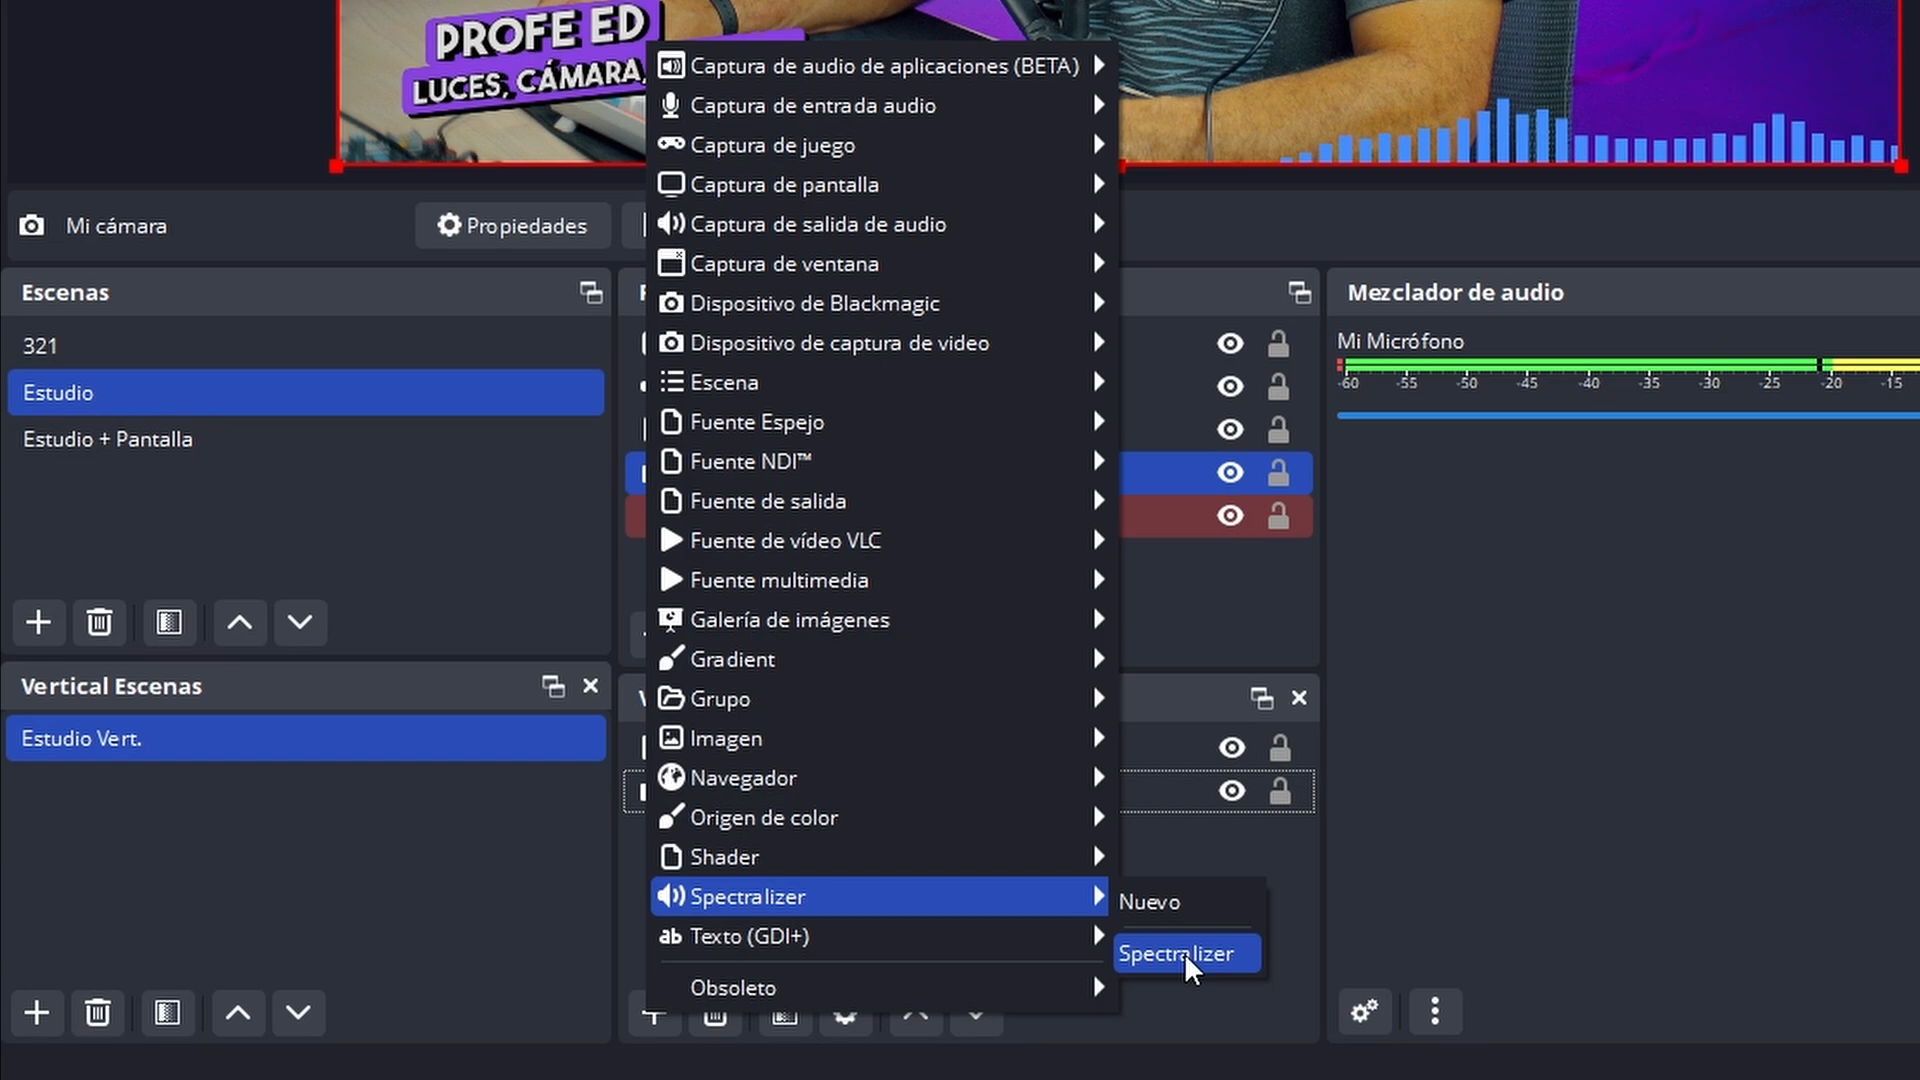 PROFE ED
LUCES, CÁMARA,
Captura de audio de aplicaciones (BETA)
Captura de entrada audio
Captura de juego
Captura de pantalla
Captura de salida de audio
Captura de ventana
Dispositivo de Blackmagic
Dispositivo de captura de video
Escena
Fuente Espejo
Fuente NDI™
Fuente de salida
Fuente de vídeo VLC
Fuente multimedia
Galería de imágenes
Gradient
Grupo
Imagen
Navegador
Origen de color
Shader
Spectralizer
ab Texto (GDI+)
Obsoleto
Nuevo
Spectralizer
Mi cámara
Propiedades
Escenas
321
Estudio
Estudio + Pantalla
Vertical Escenas
Estudio Vert.
Mezclador de audio
Mi Micrófono
-60 -55 -50 -45 -40 -35 -30 -25 -20 -15